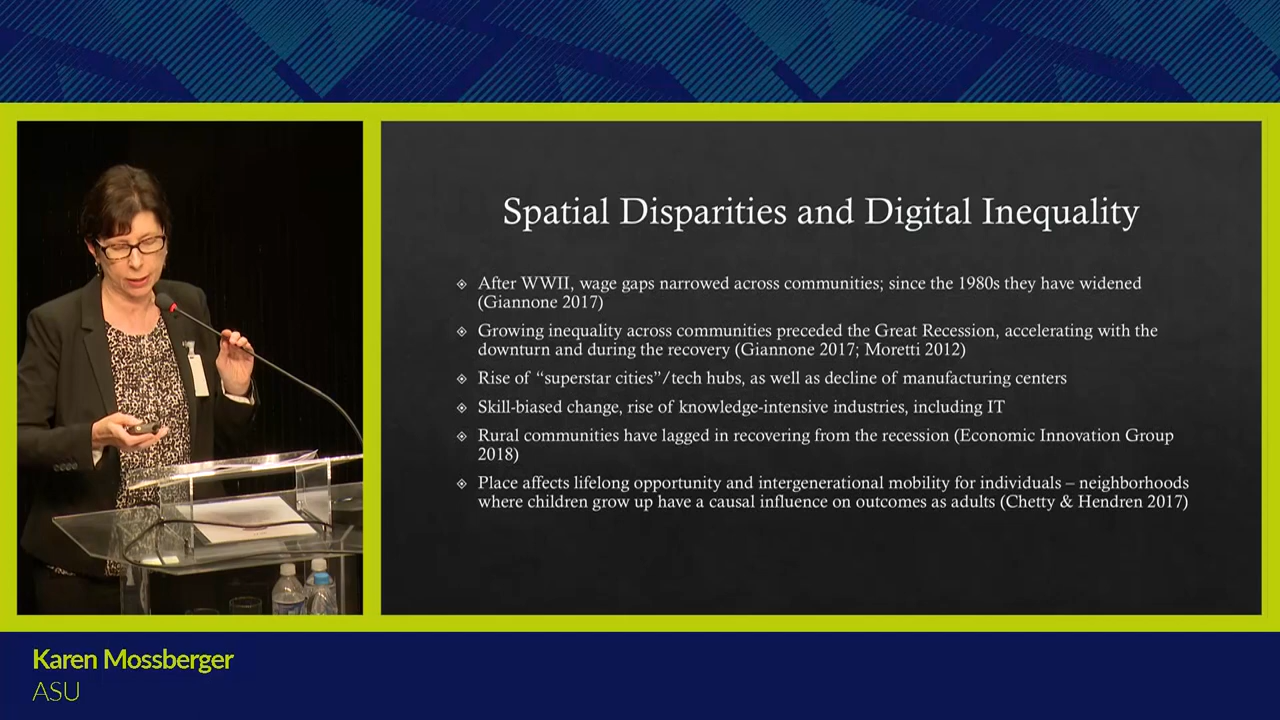 Spatial Disparities and Digital Inequality
After WWII, wage gaps narrowed across communities; since the 1980s they have widened
(Giannone 2017)
Growing inequality across communities preceded the Great Recession, accelerating with the
downturn and during the recovery (Giannone 2017; Moretti 2012)
Rise of “superstar cities”/tech hubs, as well as decline of manufacturing centers
Skill-biased change, rise of knowledge-intensive industries, including IT
Rural communities have lagged in recovering from the recession (Economic Innovation Group
2018)
Place affects lifelong opportunity and intergenerational mobility for individuals – neighborhoods
where children grow up have a causal influence on outcomes as adults (Chetty & Hendren 2017)
Karen Mossberger
ASU